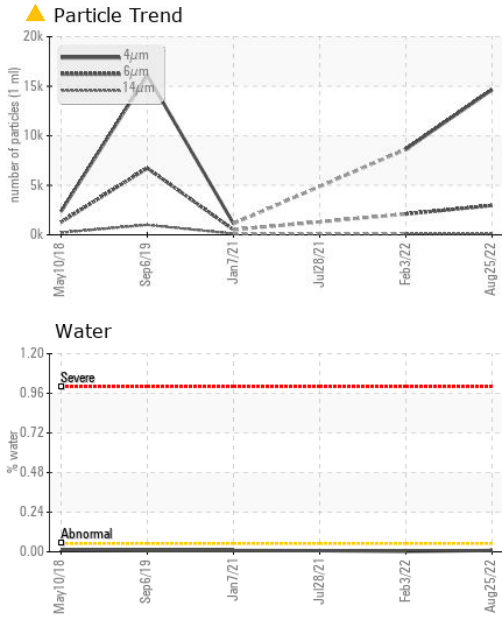 Particle Trend
20k
15k
10k
5k
0k
number of particles (1 ml)
4µm
6µm
14µm
May10/18
Sep6/19
Jan7/21
Jul28/21
Feb3/22
Aug25/22
Water
1.20
0.96
0.72
0.48
0.24
0.00
% water
Severe
Abnormal
May10/18
Sep6/19
Jan7/21
Jul28/21
Feb3/22
Aug25/22